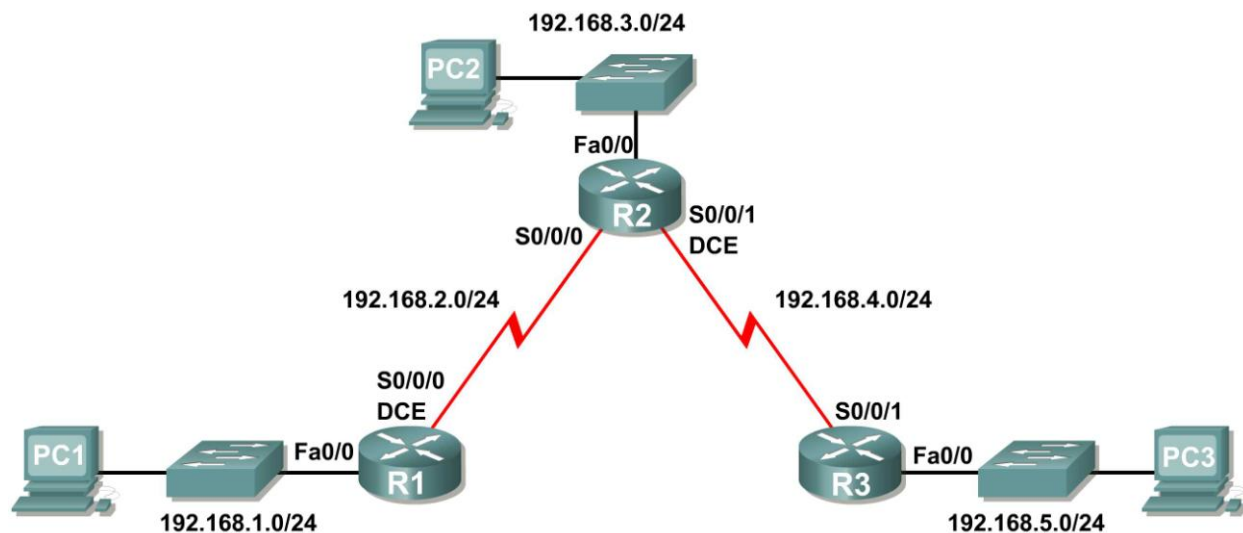 192.168.3.0/24
PC2
Fa0/0
R2
S0/0/1
DCE
S0/0/0
192.168.2.0/24
192.168.4.0/24
S0/0/0
DCE
S0/0/1
PC1
Fa0/0
R1
R3
Fa0/0
PC3
192.168.1.0/24
192.168.5.0/24